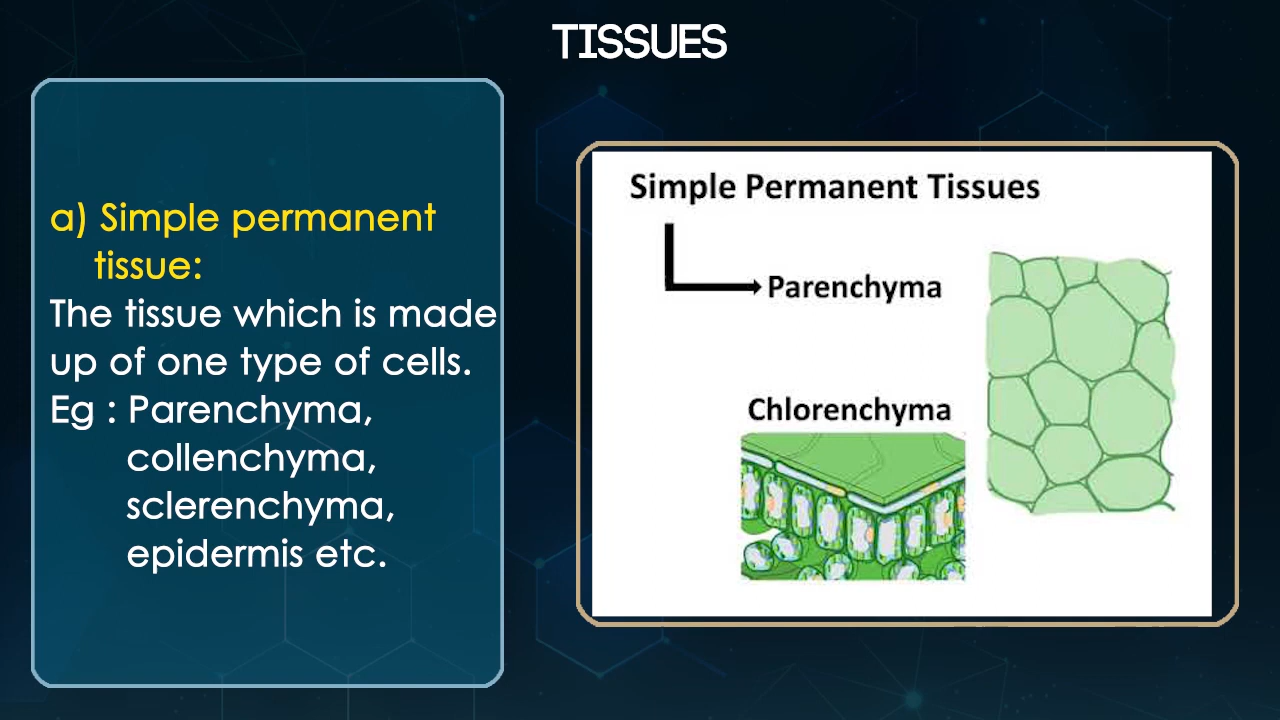 TISSUES
a) Simple permanent
tissue:
The tissue which is made
up of one type of cells.
Eg : Parenchyma,
collenchyma,
sclerenchyma,
epidermis etc.
Simple Permanent Tissues
Parenchyma
Chlorenchyma